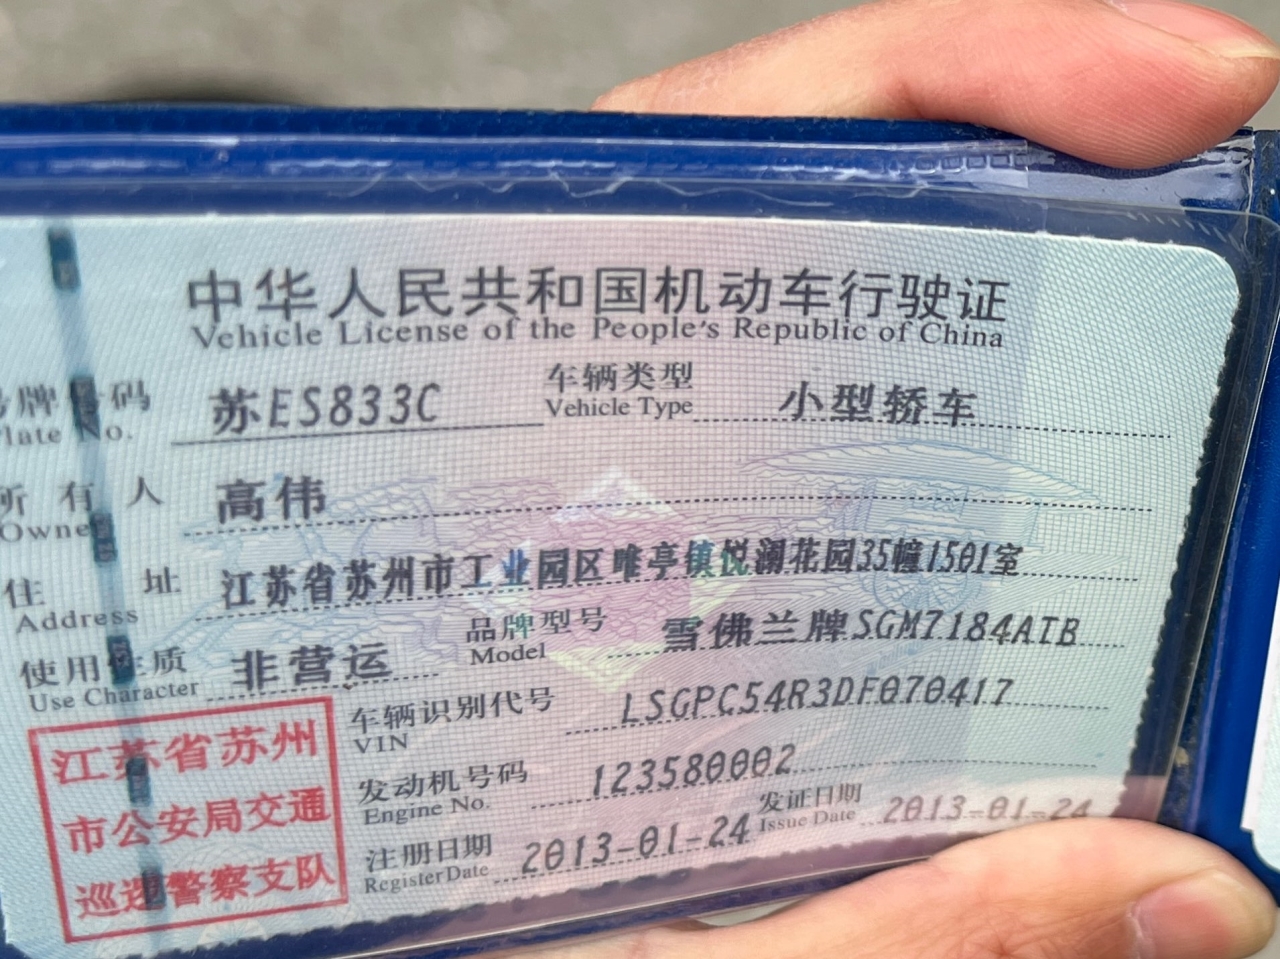 中华人民共和国机动车行驶证
Vehicle License of the People's Republic of China
号牌号码 苏ES833C 车辆类型 小型轿车
Plate No. Vehicle Type
所有人 高伟
Owner
住址 江苏省苏州市工业园区唯亭镇悦澜花园35幢1501室
Address
使用性质 非营运 品牌型号 雪佛兰牌SGM7184ATB
Use Character Model
车辆识别代号 LSGPC54R3DF070417
VIN
发动机号码 123580002
Engine No.
注册日期 2013-01-24 发证日期 2013-01-24
Register Date Issue Date
江苏省苏州
市公安局交通
巡逻警察支队